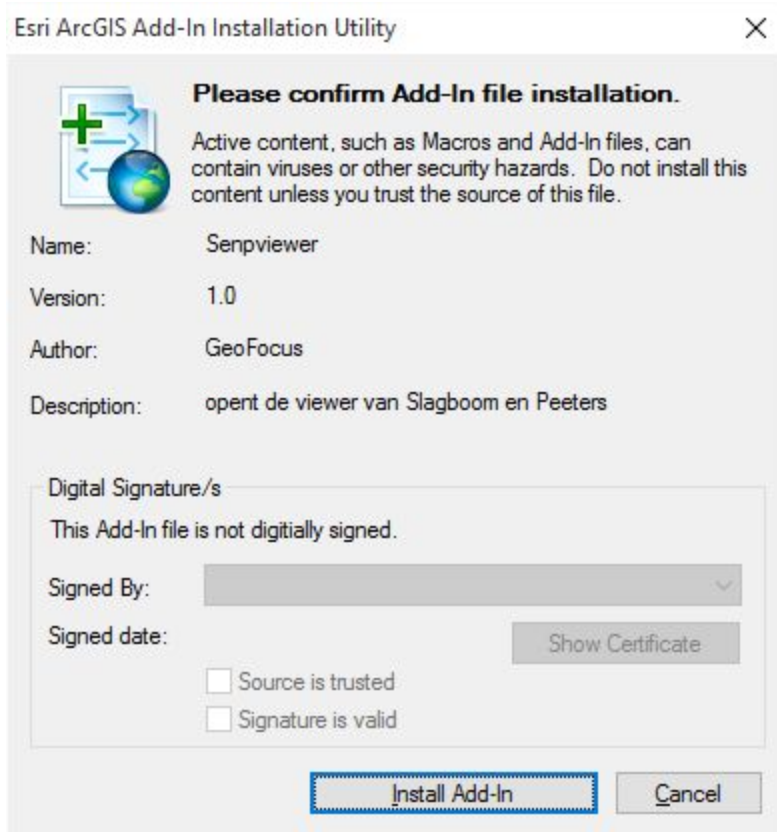 Esri ArcGIS Add-In Installation Utility
Please confirm Add-In file installation.
Active content, such as Macros and Add-In files, can
contain viruses or other security hazards. Do not install this
content unless you trust the source of this file.
Name: Senpviewer
Version: 1.0
Author: GeoFocus
Description: opent de viewer van Slagboom en Peeters
Digital Signature/s
This Add-In file is not digitially signed.
Signed By:
Signed date:
Show Certificate
Source is trusted
Signature is valid
Install Add-In Cancel